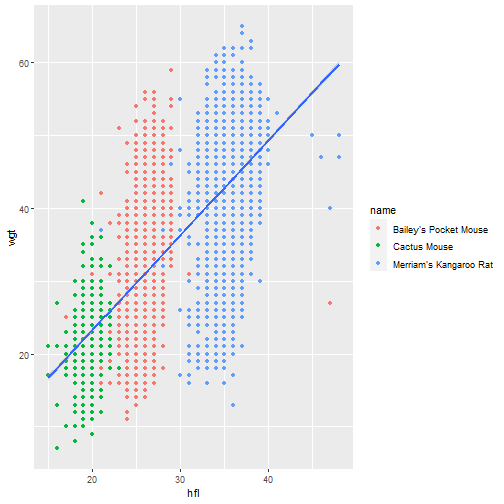 60
40
20
wgt
20
30
40
hfl
name
Bailey's Pocket Mouse
Cactus Mouse
Merriam's Kangaroo Rat